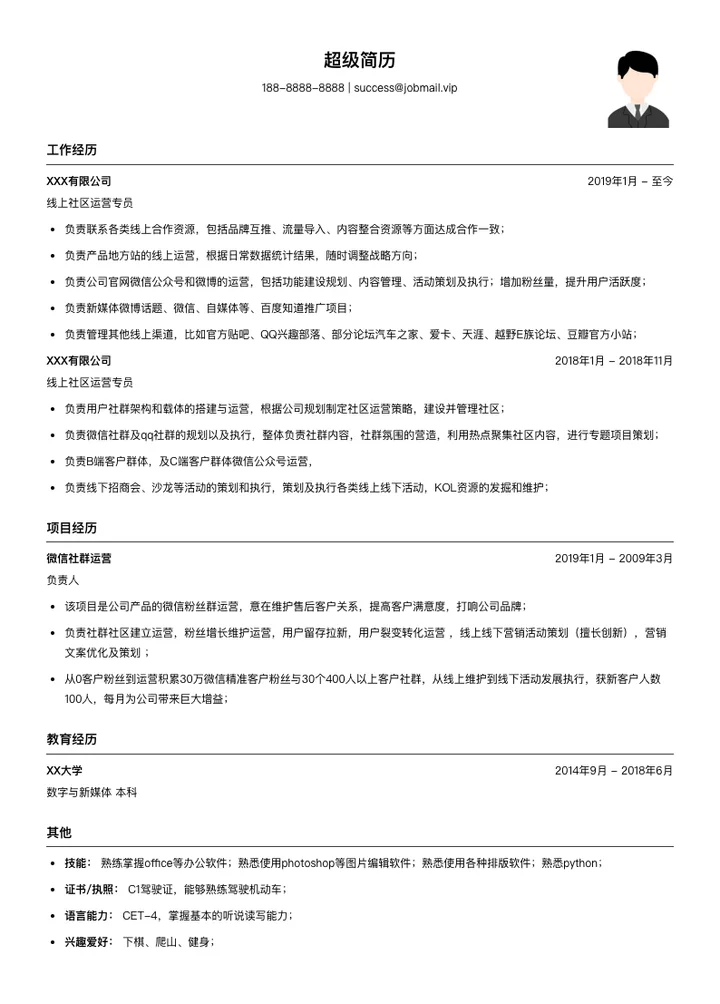 超级简历
188-8888-8888 | success@jobmail.vip
工作经历
XXX有限公司 2019年1月 – 至今
线上社区运营专员
• 负责联系各类线上合作资源，包括品牌互推、流量导入、内容整合资源等方面达成合作一致；
• 负责产品地方站的线上运营，根据日常数据统计结果，随时调整战略方向；
• 负责公司官网微信公众号和微博的运营，包括功能建设规划、内容管理、活动策划及执行；增加粉丝量，提升用户活跃度；
• 负责新媒体微博话题、微信、自媒体等、百度知道推广项目；
• 负责管理其他线上渠道，比如官方贴吧、QQ兴趣部落、部分论坛汽车之家、爱卡、天涯、越野E族论坛、豆瓣官方小站；
XXX有限公司 2018年1月 – 2018年11月
线上社区运营专员
• 负责用户社群架构和载体的搭建与运营，根据公司规划制定社区运营策略，建设并管理社区；
• 负责微信社群及qq社群的规划以及执行，整体负责社群内容，社群氛围的营造，利用热点聚集社区内容，进行专题项目策划；
• 负责B端客户群体，及C端客户群体微信公众号运营，
• 负责线下招商会、沙龙等活动的策划和执行，策划及执行各类线上线下活动，KOL资源的发掘和维护；
项目经历
微信社群运营 2019年1月 – 2009年3月
负责人
• 该项目是公司产品的微信粉丝群运营，意在维护售后客户关系，提高客户满意度，打响公司品牌；
• 负责社群社区建立运营，粉丝增长维护运营，用户留存拉新，用户裂变转化运营 ，线上线下营销活动策划（擅长创新），营销
文案优化及策划 ；
• 从0客户粉丝到运营积累30万微信精准客户粉丝与30个400人以上客户社群，从线上维护到线下活动发展执行，获新客户人数
100人，每月为公司带来巨大增益；
教育经历
XX大学 2014年9月 – 2018年6月
数字与新媒体 本科
其他
• 技能： 熟练掌握office等办公软件；熟悉使用photoshop等图片编辑软件；熟悉使用各种排版软件；熟悉python；
• 证书/执照： C1驾驶证，能够熟练驾驶机动车；
• 语言能力： CET-4，掌握基本的听说读写能力；
• 兴趣爱好： 下棋、爬山、健身；